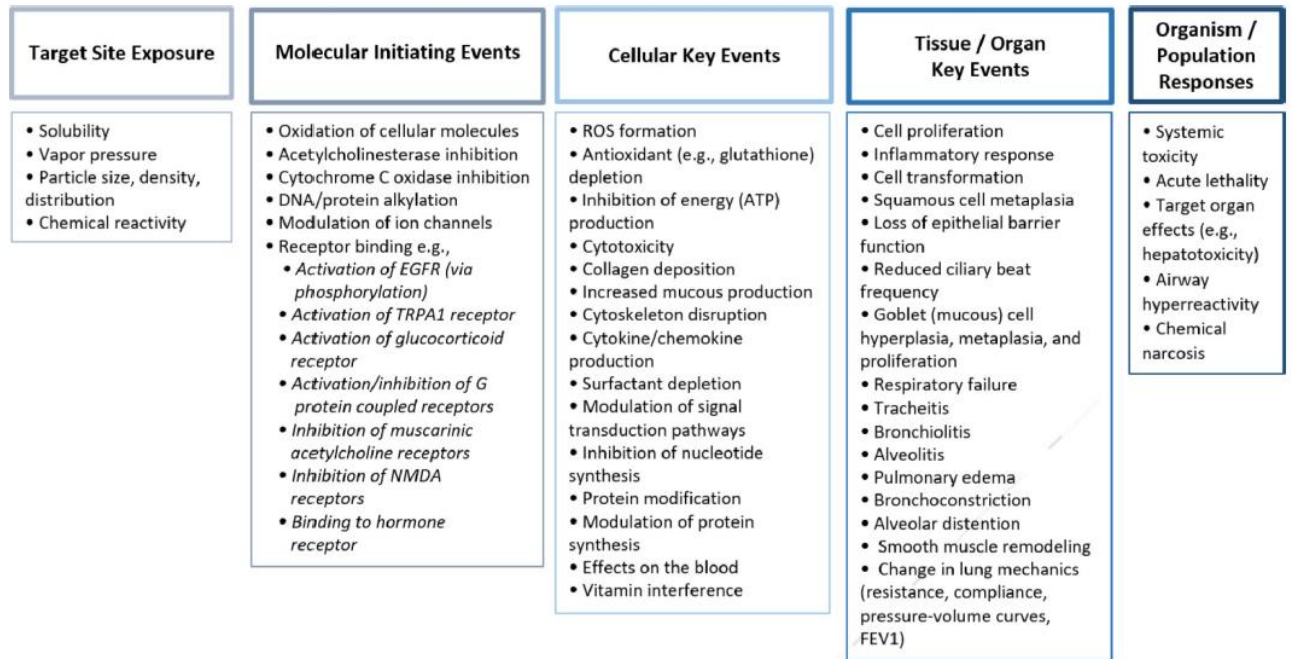 Target Site Exposure
• Solubility
• Vapor pressure
• Particle size, density,
distribution
• Chemical reactivity
Molecular Initiating Events
• Oxidation of cellular molecules
• Acetylcholinesterase inhibition
• Cytochrome C oxidase inhibition
• DNA/protein alkylation
• Modulation of ion channels
• Receptor binding e.g.,
• Activation of EGFR (via
phosphorylation)
• Activation of TRPA1 receptor
• Activation of glucocorticoid
receptor
• Activation/inhibition of G
protein coupled receptors
• Inhibition of muscarinic
acetylcholine receptors
• Inhibition of NMDA
receptors
• Binding to hormone
receptor
Cellular Key Events
• ROS formation
• Antioxidant (e.g., glutathione)
depletion
• Inhibition of energy (ATP)
production
• Cytotoxicity
• Collagen deposition
• Increased mucous production
• Cytoskeleton disruption
• Cytokine/chemokine
production
• Surfactant depletion
• Modulation of signal
transduction pathways
• Inhibition of nucleotide
synthesis
• Protein modification
• Modulation of protein
synthesis
• Effects on the blood
• Vitamin interference
Tissue / Organ
Key Events
• Cell proliferation
• Inflammatory response
• Cell transformation
• Squamous cell metaplasia
• Loss of epithelial barrier
function
• Reduced ciliary beat
frequency
• Goblet (mucous) cell
hyperplasia, metaplasia, and
proliferation
• Respiratory failure
• Tracheitis
• Bronchiolitis
• Alveolitis
• Pulmonary edema
• Bronchoconstriction
• Alveolar distention
• Smooth muscle remodeling
• Change in lung mechanics
(resistance, compliance,
pressure-volume curves,
FEV1)
Organism /
Population
Responses
• Systemic
toxicity
• Acute lethality
• Target organ
effects (e.g.,
hepatotoxicity)
• Airway
hyperreactivity
• Chemical
narcosis